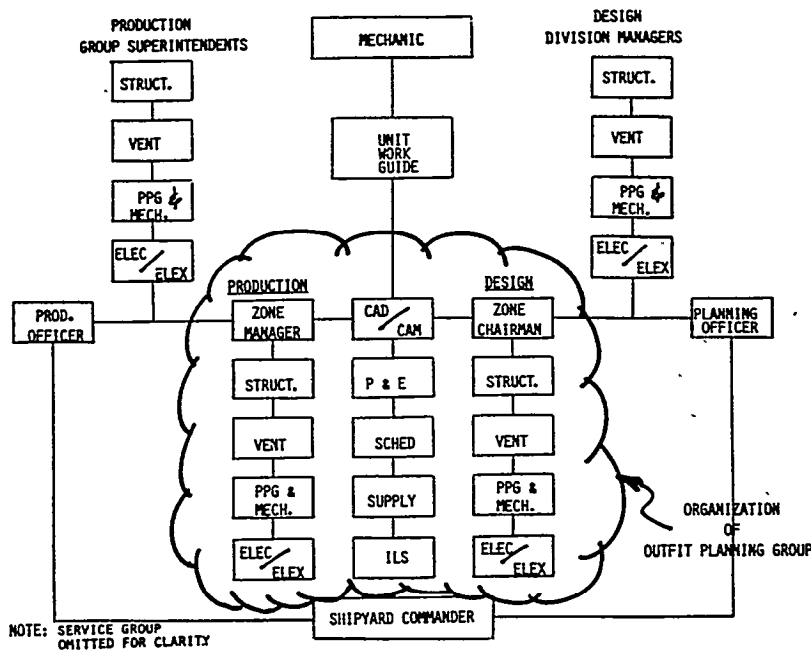 PRODUCTION
GROUP SUPERINTENDENTS
STRUCT.
VENT
PPG &
MECH.
ELEC/
ELEX
MECHANIC
UNIT
WORK
GUIDE
DESIGN
DIVISION MANAGERS
STRUCT.
VENT
PPG &
MECH.
ELEC/
ELEX
PROD.
OFFICER
PRODUCTION
ZONE
MANAGER
STRUCT.
VENT
PPG &
MECH.
ELEC/
ELEX
CAD/
CAM
P & E
SCHED
SUPPLY
ILS
DESIGN
ZONE
CHAIRMAN
STRUCT.
VENT
PPG &
MECH.
ELEC/
ELEX
PLANNING
OFFICER
ORGANIZATION
OF
OUTFIT PLANNING GROUP
SHIPYARD COMMANDER
NOTE: SERVICE GROUP
OMITTED FOR CLARITY